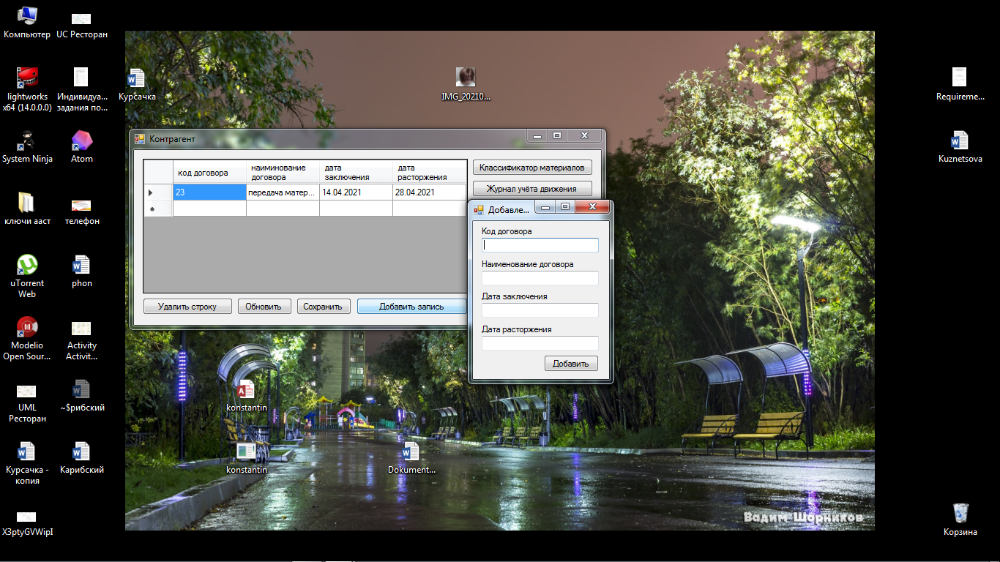 Компьютер
UC Ресторан
lightworks
x64 (14.0.0.0)
Индивидуа...
задания по...
Курсачка
IMG_20210...
Requireme...
System Ninja
Atom
Kuznetsova
ключиааст
телефон
uTorrent
Web
phon
Modelio
Open Sour...
Activity
Activit...
UML
Ресторан
~$рибский
Курсачка -
копия
Карибский
X3ptyGVWipI
Контрагент
код договора
наиминование
договора
дата
заключения
дата
расторжения
23
передача матер...
14.04.2021
28.04.2021
Классификатор материалов
Журнал учёта движения
Удалить строку
Обновить
Сохранить
Добавить запись
Добавле...
Код договора
Наименование договора
Дата заключения
Дата расторжения
Добавить
konstantin
konstantin
Dokument...
Вадим Шорников
Корзина